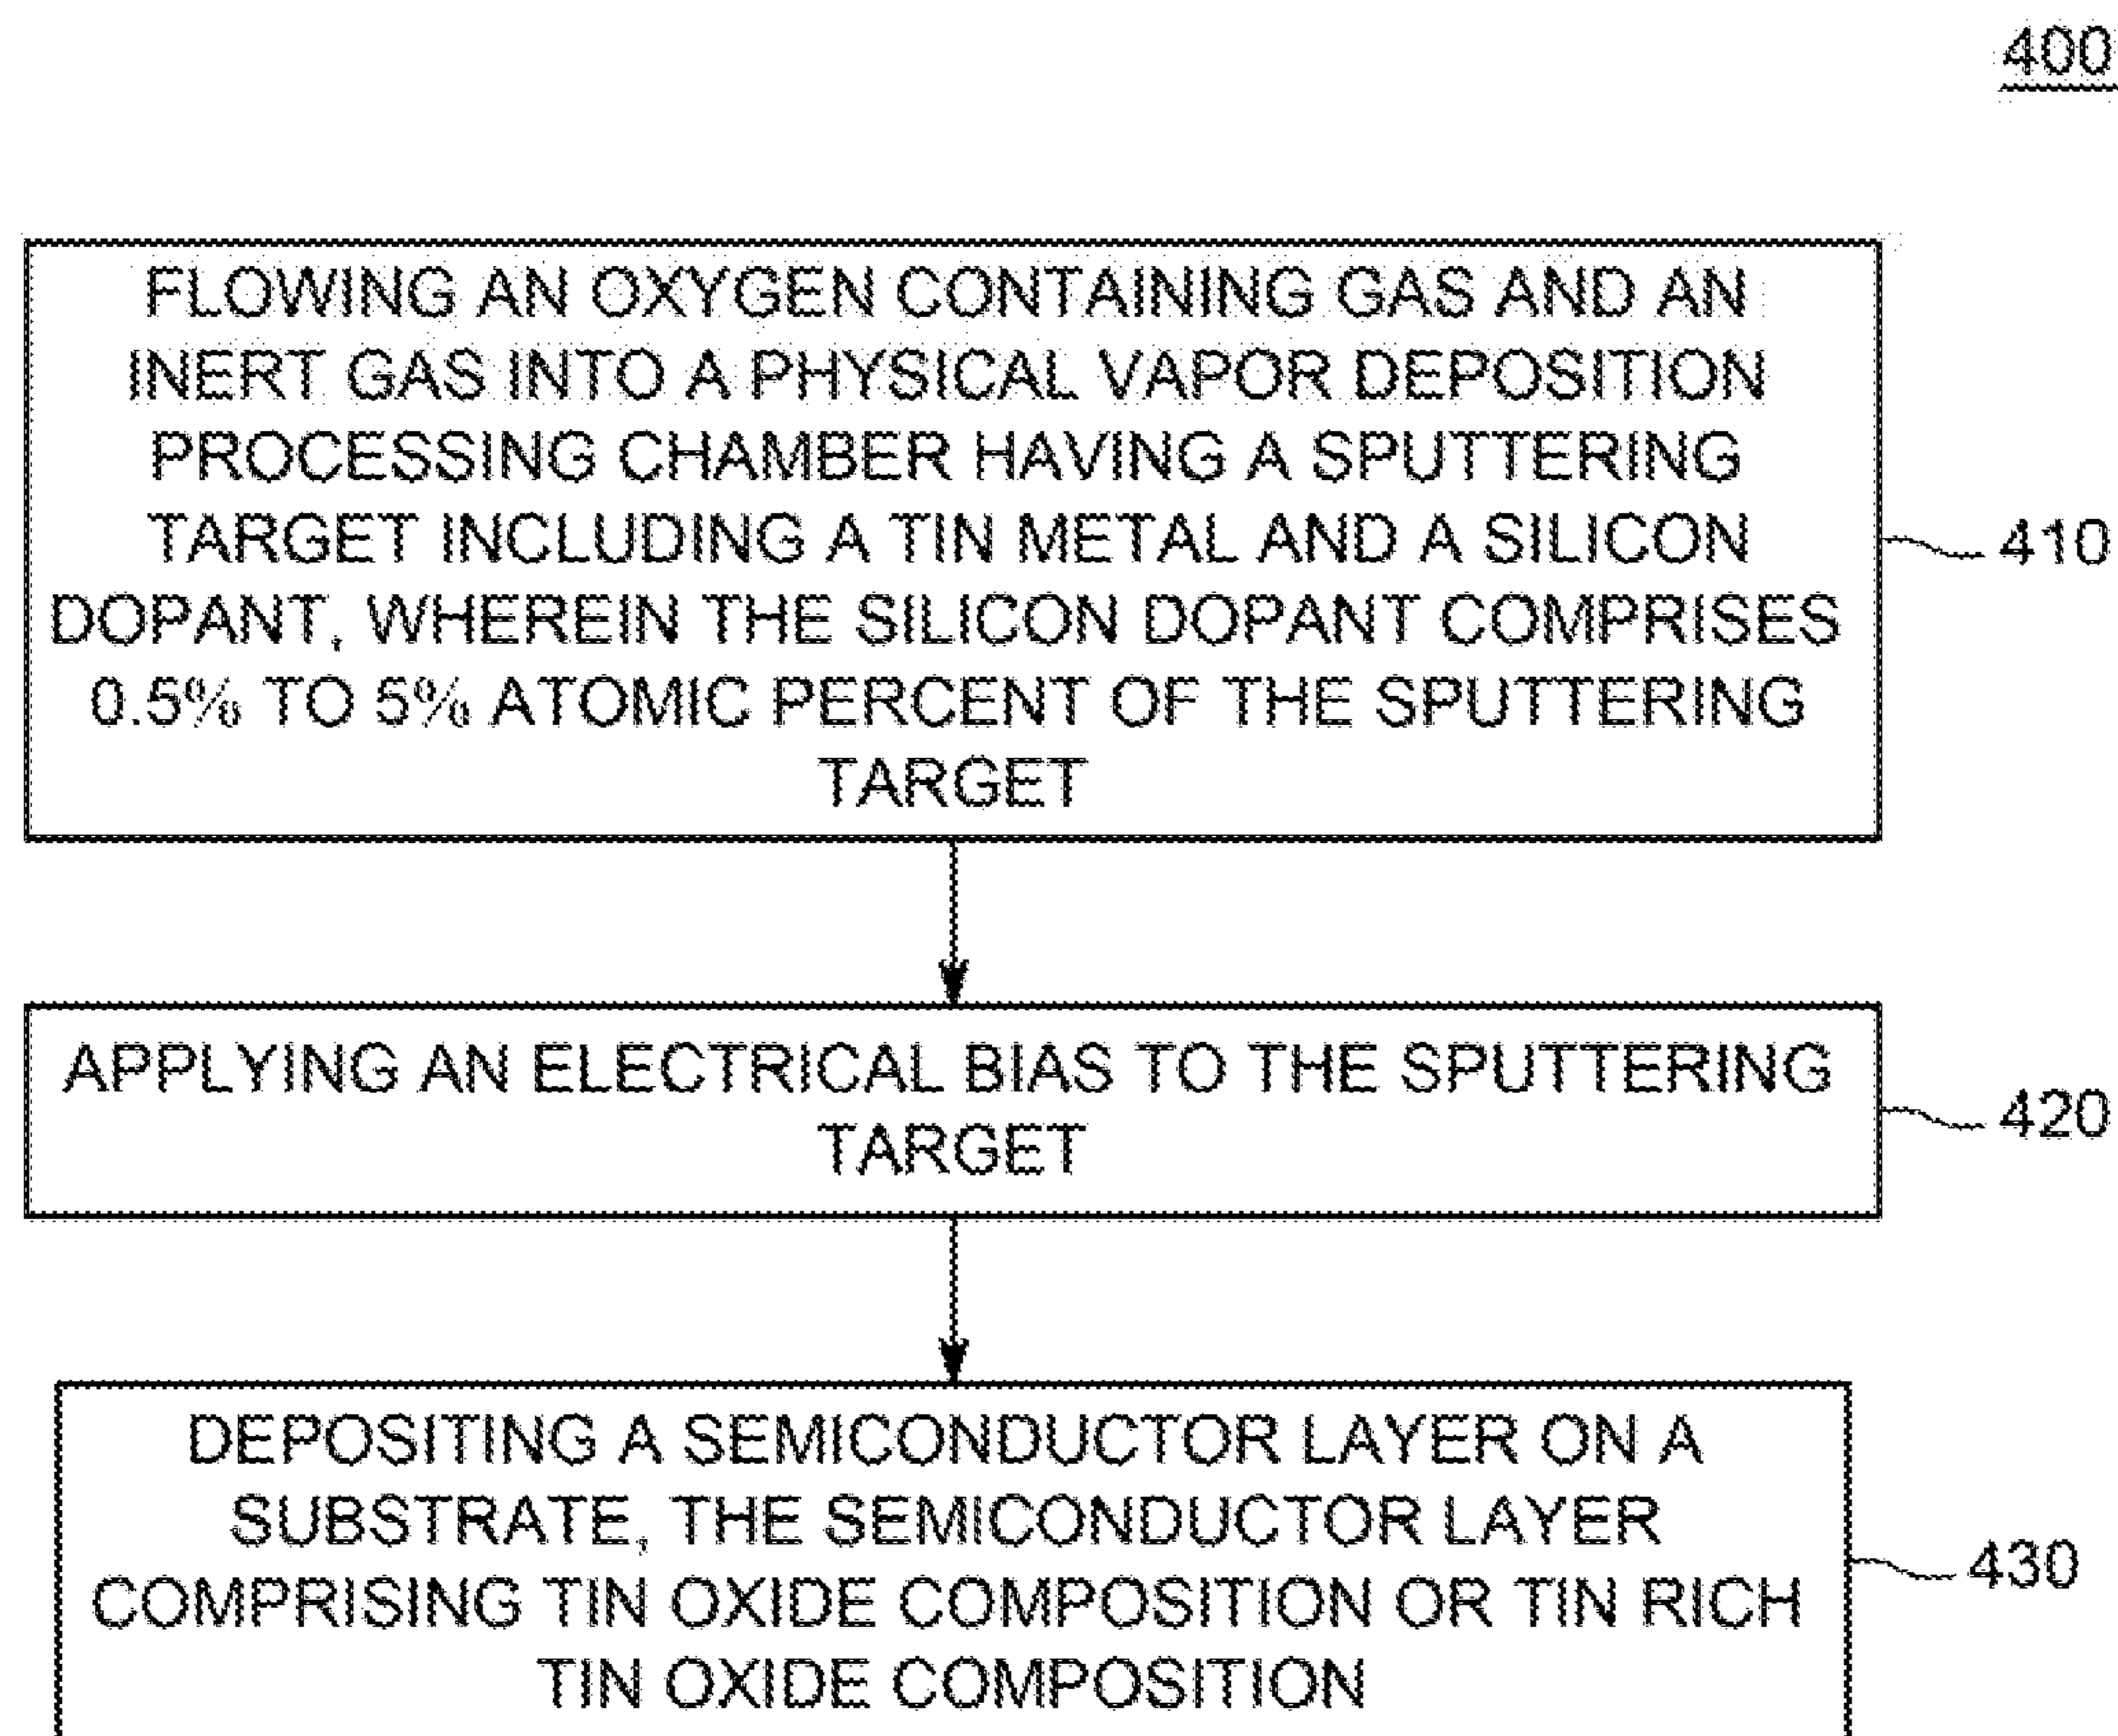 400
FLOWING AN OXYGEN CONTAINING GAS AND AN
INERT GAS INTO A PHYSICAL VAPOR DEPOSITION
PROCESSING CHAMBER HAVING A SPUTTERING
TARGET INCLUDING A TIN METAL AND A SILICON
DOPANT, WHEREIN THE SILICON DOPANT COMPRISES
0.5% TO 5% ATOMIC PERCENT OF THE SPUTTERING
TARGET
410
APPLYING AN ELECTRICAL BIAS TO THE SPUTTERING
TARGET
420
DEPOSITING A SEMICONDUCTOR LAYER ON A
SUBSTRATE, THE SEMICONDUCTOR LAYER
COMPRISING TIN OXIDE COMPOSITION OR TIN RICH
TIN OXIDE COMPOSITION
430